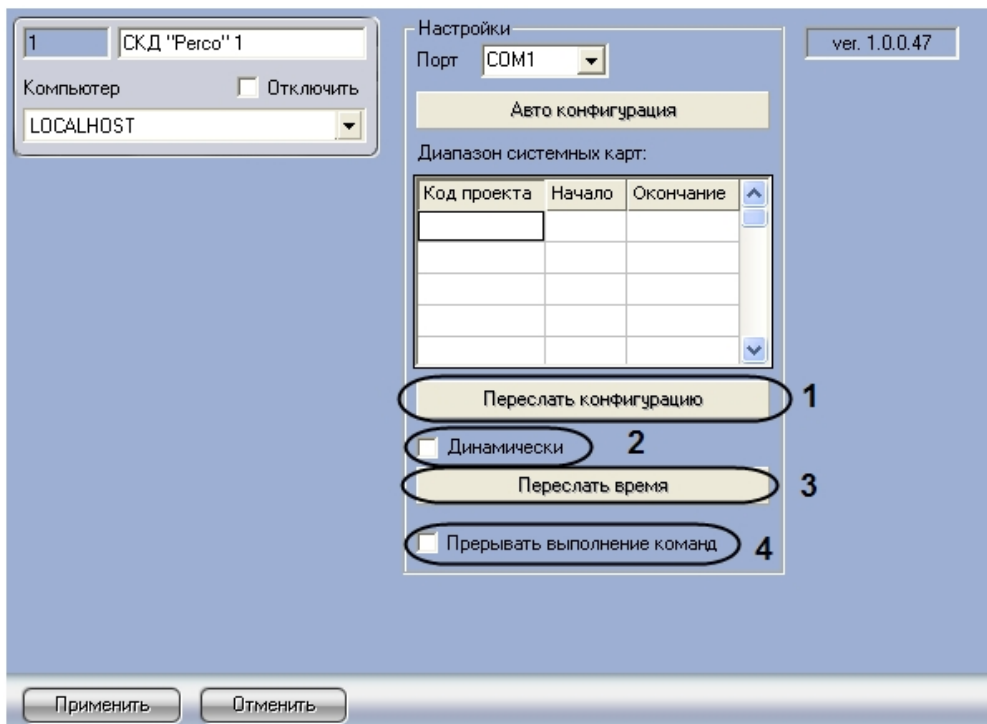 1
СКД "Perco" 1
Компьютер
Отключить
LOCALHOST
Настройки
Порт
COM1
Авто конфигурация
Диапазон системных карт:
Код проекта Начало Окончание
Переслать конфигурацию
1
Динамически
2
Переслать время
3
Прерывать выполнение команд
4
ver. 1.0.0.47
Применить
Отменить